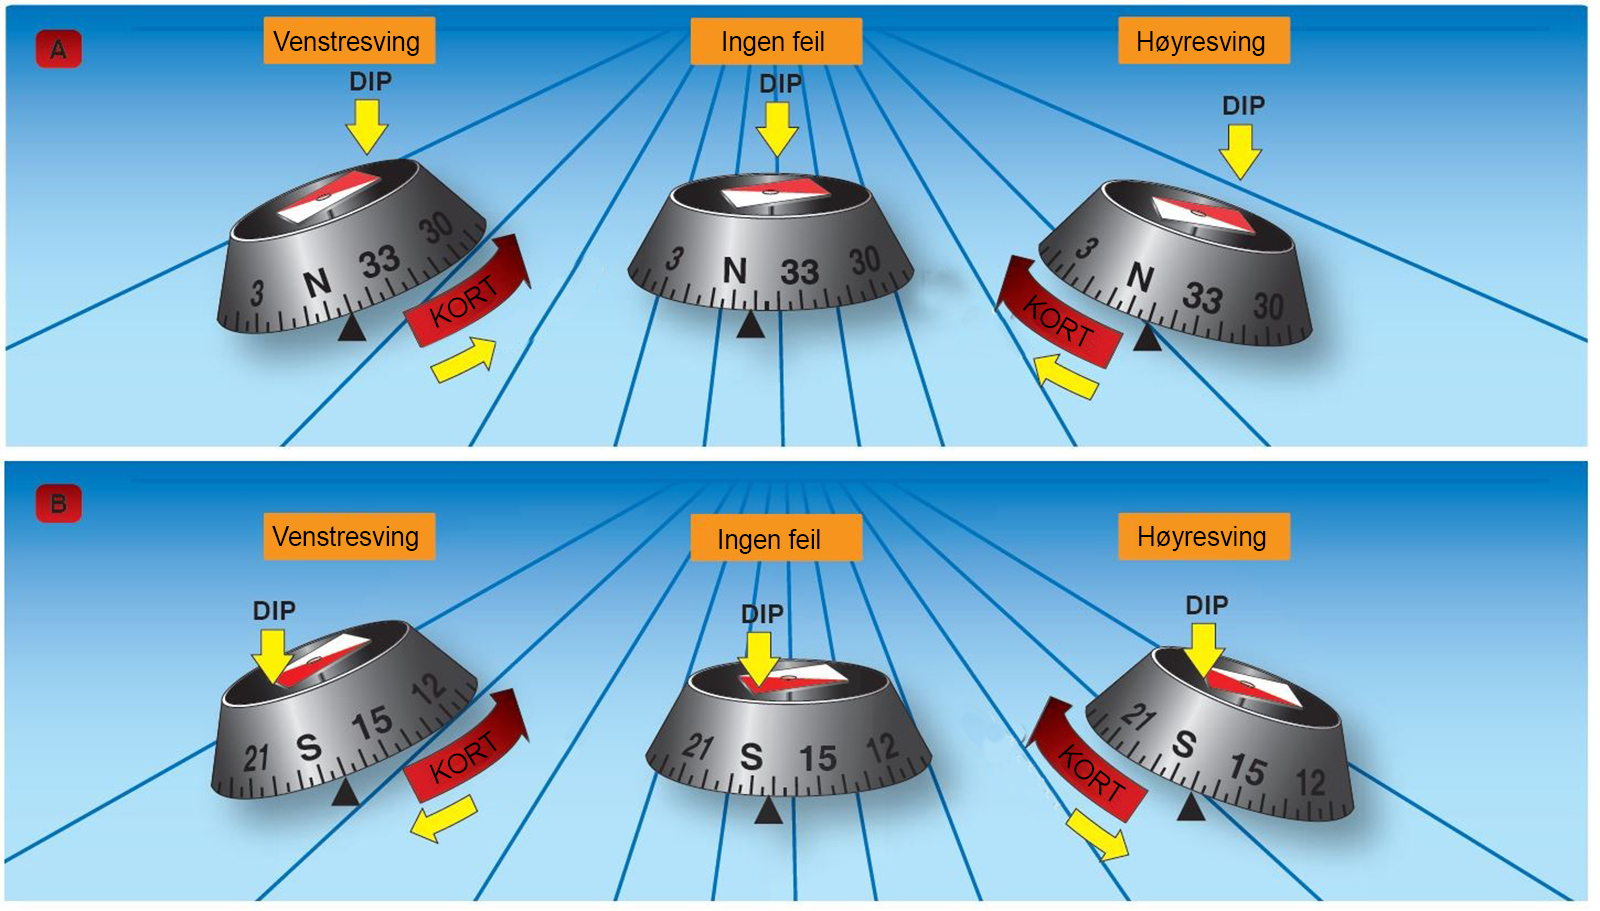 A
Venstresving
Ingen feil
Høyresving
DIP
DIP
DIP
3 N 33 30
KORT
3 N 33 30
3 N 33 30
KORT
B
Venstresving
Ingen feil
Høyresving
DIP
DIP
DIP
21 S 15 12
KORT
21 S 15 12
21 S 15 12
KORT